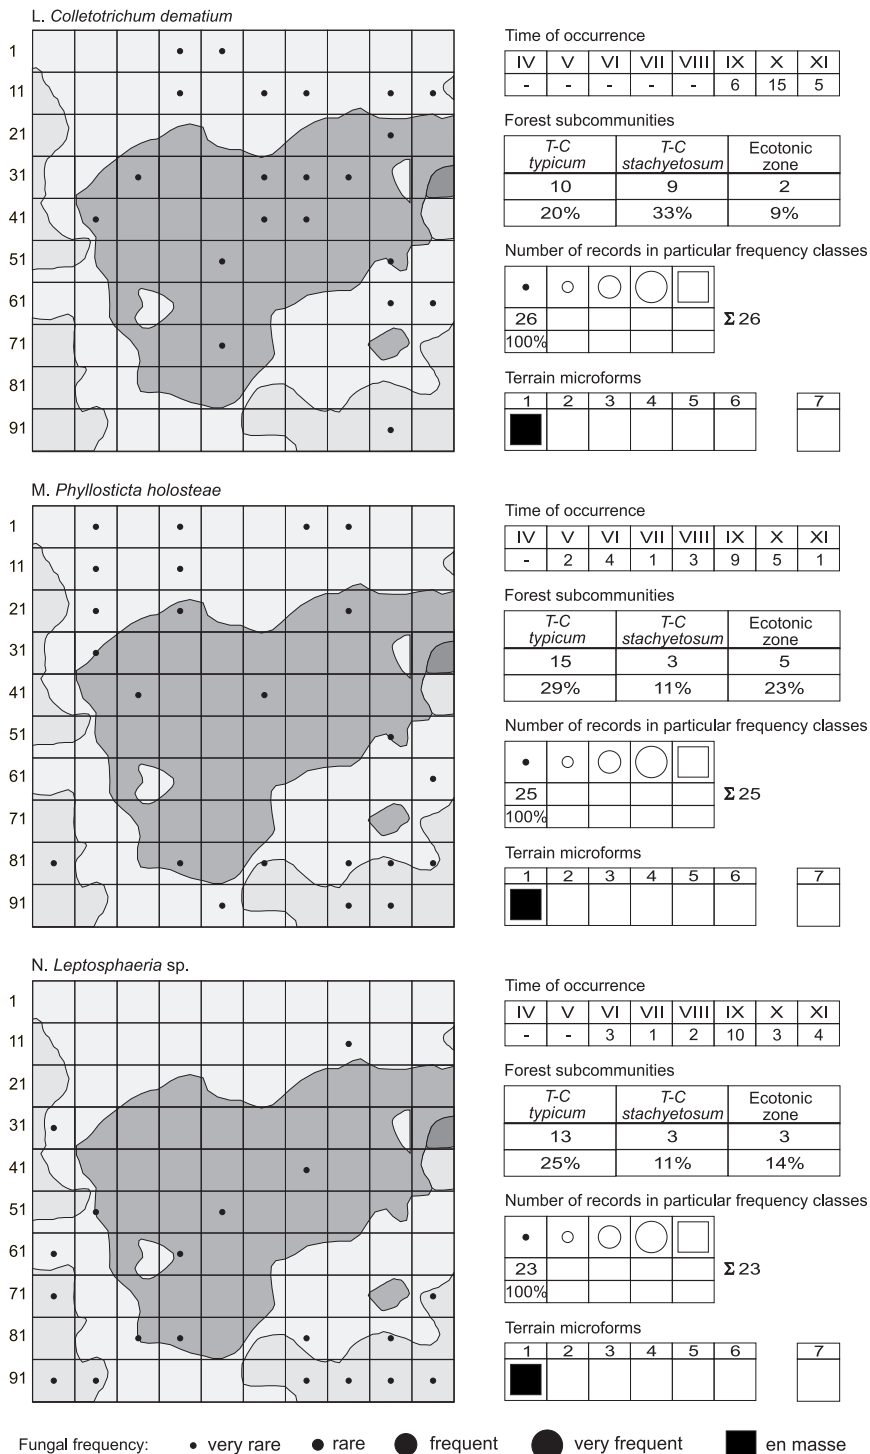 L. Colletotrichum dematium
1
11
21
31
41
51
61
71
81
91
Time of occurrence
IV V VI VII VIII IX X XI
- - - - - 6 15 5
Forest subcommunities
T-C typicum T-C stachyetosum Ecotonic zone
10 9 2
20% 33% 9%
Number of records in particular frequency classes
26
100%
Σ 26
Terrain microforms
1 2 3 4 5 6 7
M. Phyllosticta holosteae
1
11
21
31
41
51
61
71
81
91
Time of occurrence
IV V VI VII VIII IX X XI
- 2 4 1 3 9 5 1
Forest subcommunities
T-C typicum T-C stachyetosum Ecotonic zone
15 3 5
29% 11% 23%
Number of records in particular frequency classes
25
100%
Σ 25
Terrain microforms
1 2 3 4 5 6 7
N. Leptosphaeria sp.
1
11
21
31
41
51
61
71
81
91
Time of occurrence
IV V VI VII VIII IX X XI
- - 3 1 2 10 3 4
Forest subcommunities
T-C typicum T-C stachyetosum Ecotonic zone
13 3 3
25% 11% 14%
Number of records in particular frequency classes
23
100%
Σ 23
Terrain microforms
1 2 3 4 5 6 7
Fungal frequency: very rare rare frequent very frequent en masse